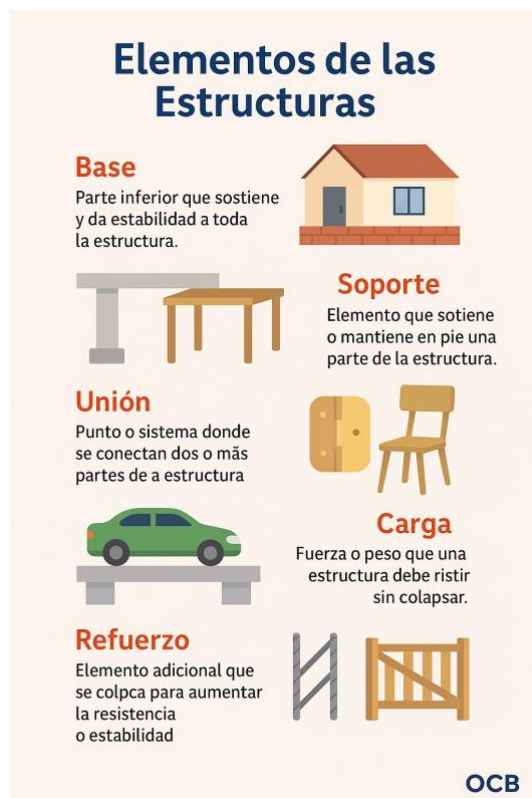 Elementos de las
Estructuras
Base
Parte inferior que sostiene
y da estabilidad a toda
la estructura.
Soporte
Elemento que sotiene
o mantiene en pie una
parte de la estructura.
Unión
Punto o sistema donde
se conectan dos o mãs
partes de a estructura
Carga
Fuerza o peso que una
estructura debe ristir
sin colapsar.
Refuerzo
Elemento adicional que
se colpca para aumentar
la resistencia
o estabilidad
OCB